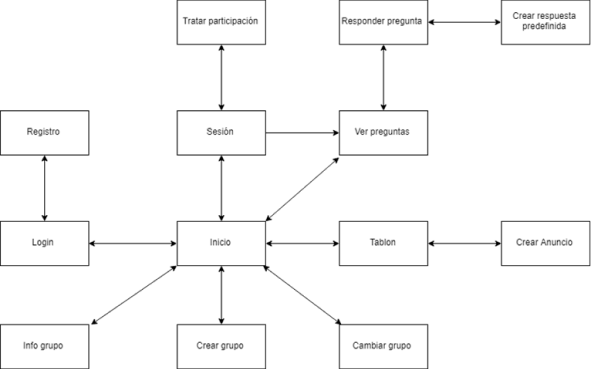 Tratar participación
Responder pregunta
Crear respuesta
predefinida
Registro
Sesión
Ver preguntas
Login
Inicio
Tablon
Crear Anuncio
Info grupo
Crear grupo
Cambiar grupo